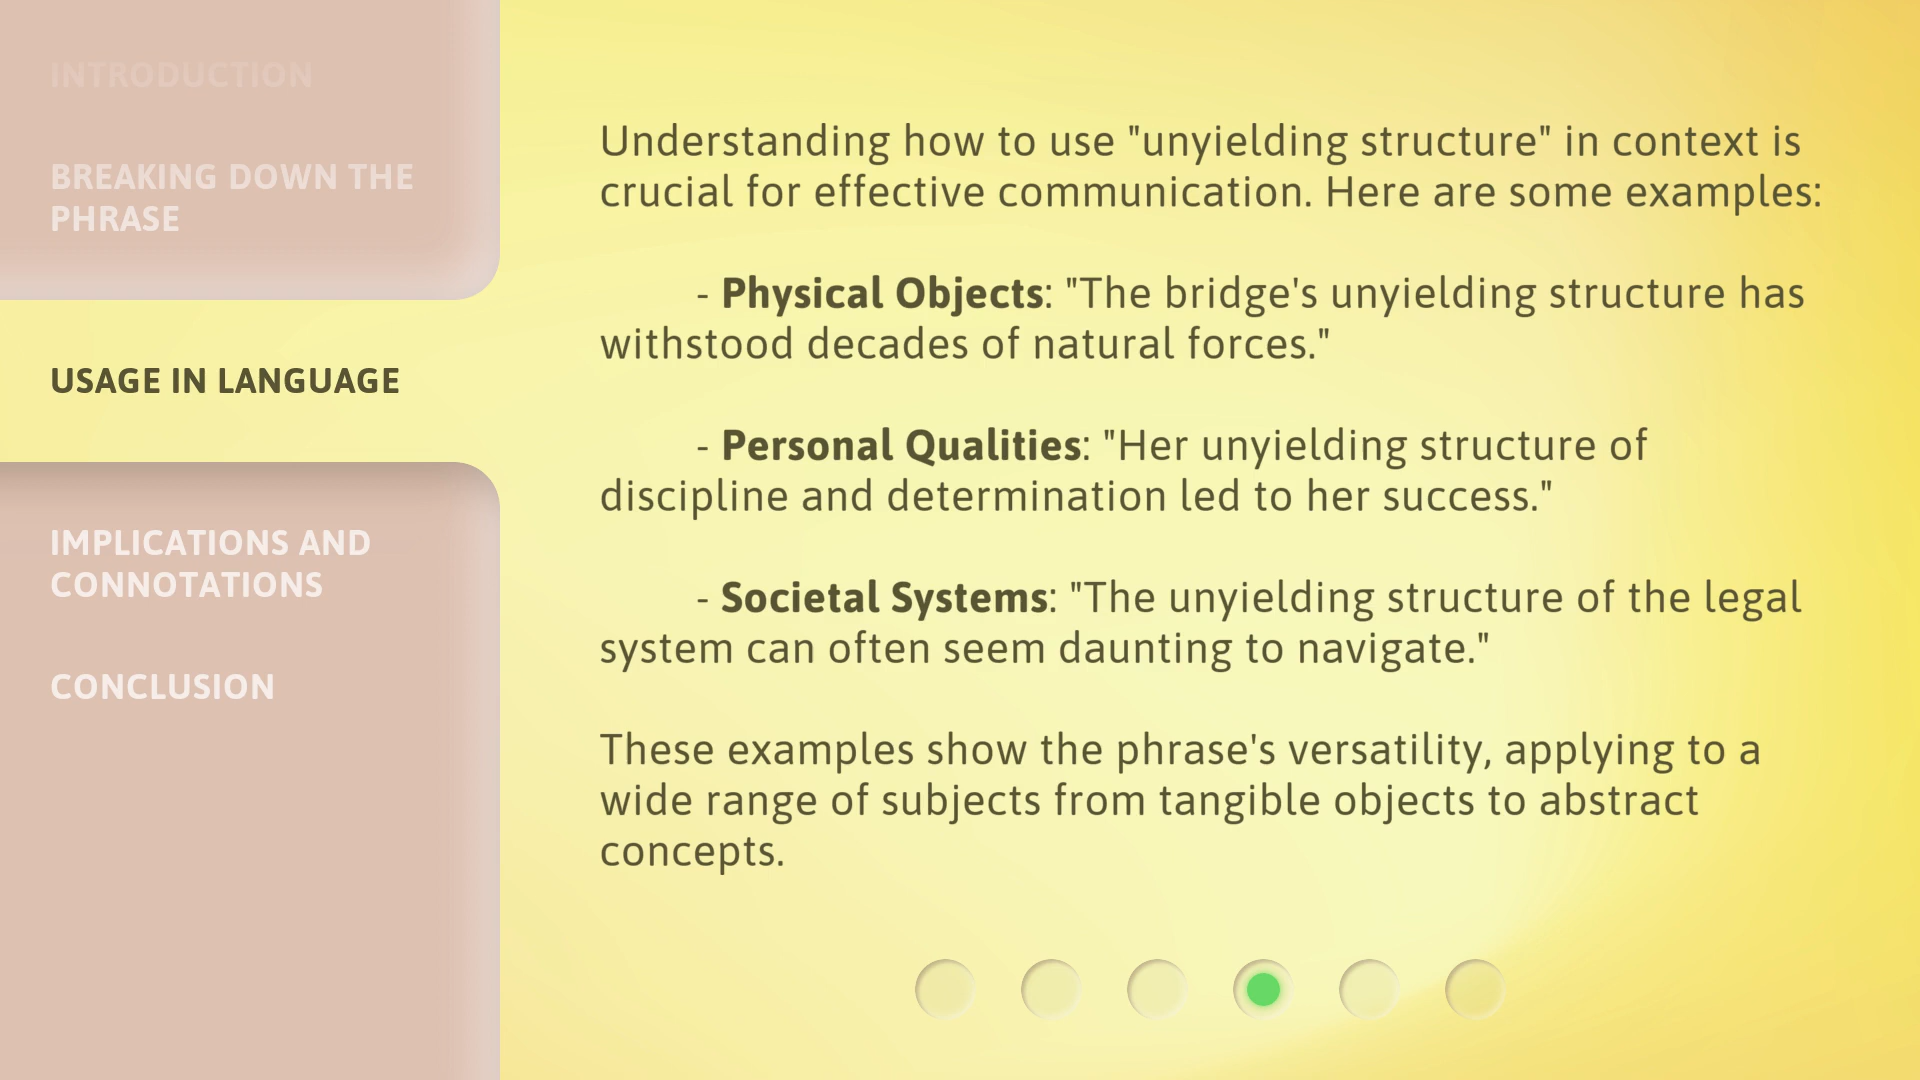 INTRODUCTION
BREAKING DOWN THE
PHRASE
USAGE IN LANGUAGE
IMPLICATIONS AND
CONNOTATIONS
CONCLUSION
Understanding how to use "unyielding structure" in context is
crucial for effective communication. Here are some examples:
- Physical Objects: "The bridge's unyielding structure has
withstood decades of natural forces."
- Personal Qualities: "Her unyielding structure of
discipline and determination led to her success."
- Societal Systems: "The unyielding structure of the legal
system can often seem daunting to navigate."
These examples show the phrase's versatility, applying to a
wide range of subjects from tangible objects to abstract
concepts.